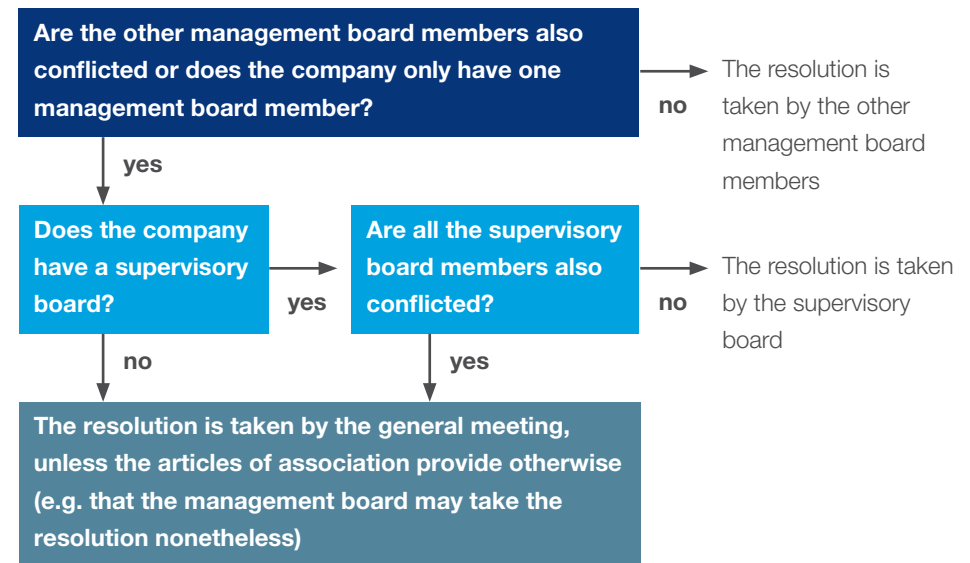 Are the other management board members also
conflicted or does the company only have one
management board member?
no
The resolution is
taken by the other
management board
members
yes
Does the company
have a supervisory
board?
yes
Are all the supervisory
board members also
conflicted?
no
The resolution is taken
by the supervisory
board
no
yes
The resolution is taken by the general meeting,
unless the articles of association provide otherwise
(e.g. that the management board may take the
resolution nonetheless)